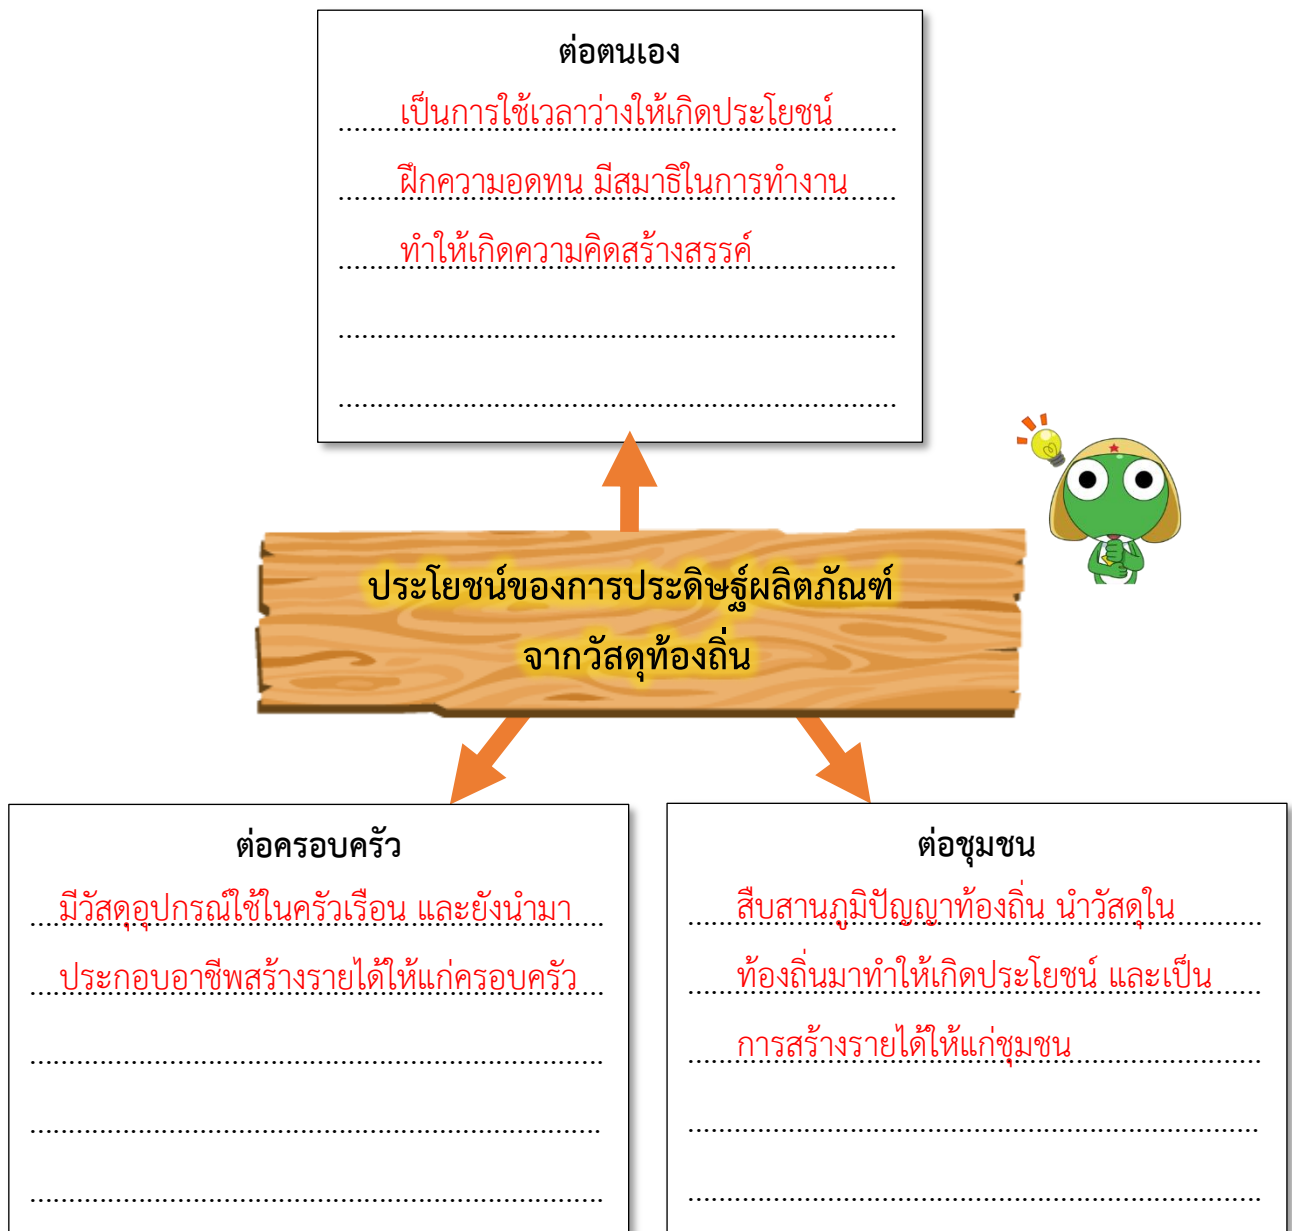 ต่อตนเอง
เป็นการใช้เวลาว่างให้เกิดประโยชน์
ฝึกความอดทน มีสมาธิในการทำงาน
ทำให้เกิดความคิดสร้างสรรค์
ประโยชน์ของการประดิษฐ์ผลิตภัณฑ์
จากวัสดุท้องถิ่น
ต่อครอบครัว
มีวัสดุอุปกรณ์ใช้ในครัวเรือน และยังนำมา
ประกอบอาชีพสร้างรายได้ให้แก่ครอบครัว
ต่อชุมชน
สืบสานภูมิปัญญาท้องถิ่น นำวัสดุใน
ท้องถิ่นมาทำให้เกิดประโยชน์ และเป็น
การสร้างรายได้ให้แก่ชุมชน